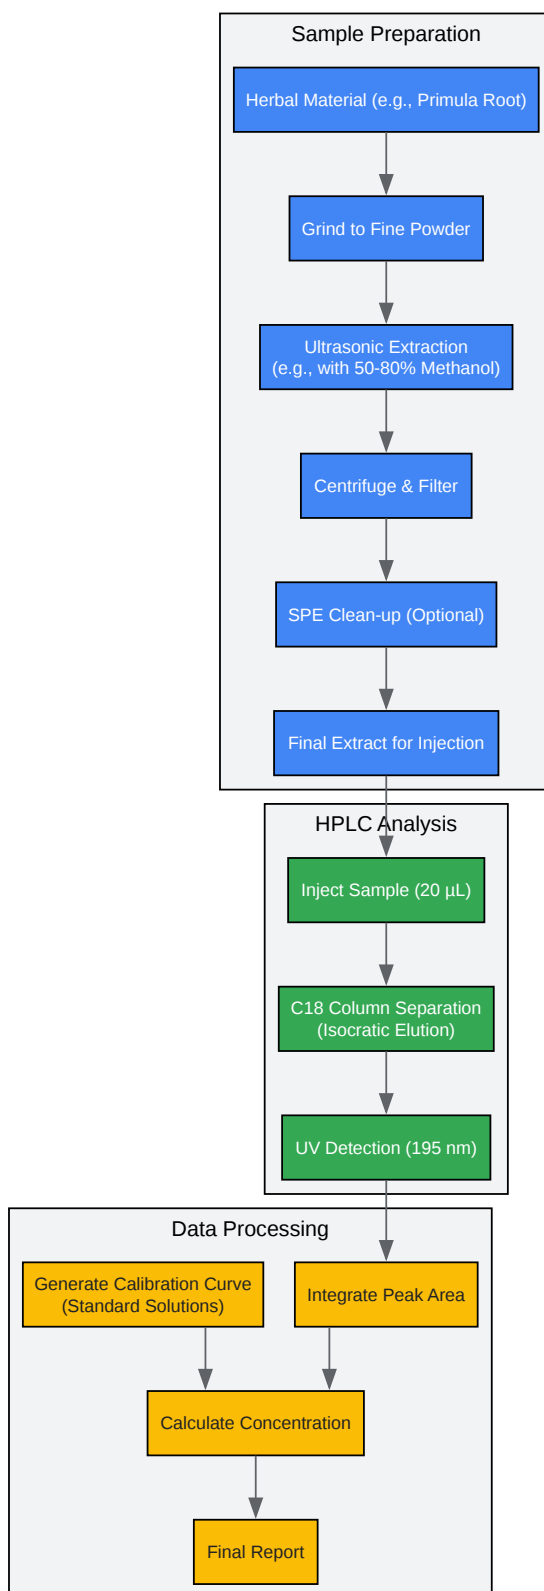 Sample Preparation
Herbal Material (e.g., Primula Root)
Grind to Fine Powder
Ultrasonic Extraction
(e.g., with 50-80% Methanol)
Centrifuge & Filter
SPE Clean-up (Optional)
Final Extract for Injection
HPLC Analysis
Inject Sample (20 µL)
C18 Column Separation
(Isocratic Elution)
UV Detection (195 nm)
Data Processing
Generate Calibration Curve
(Standard Solutions)
Integrate Peak Area
Calculate Concentration
Final Report